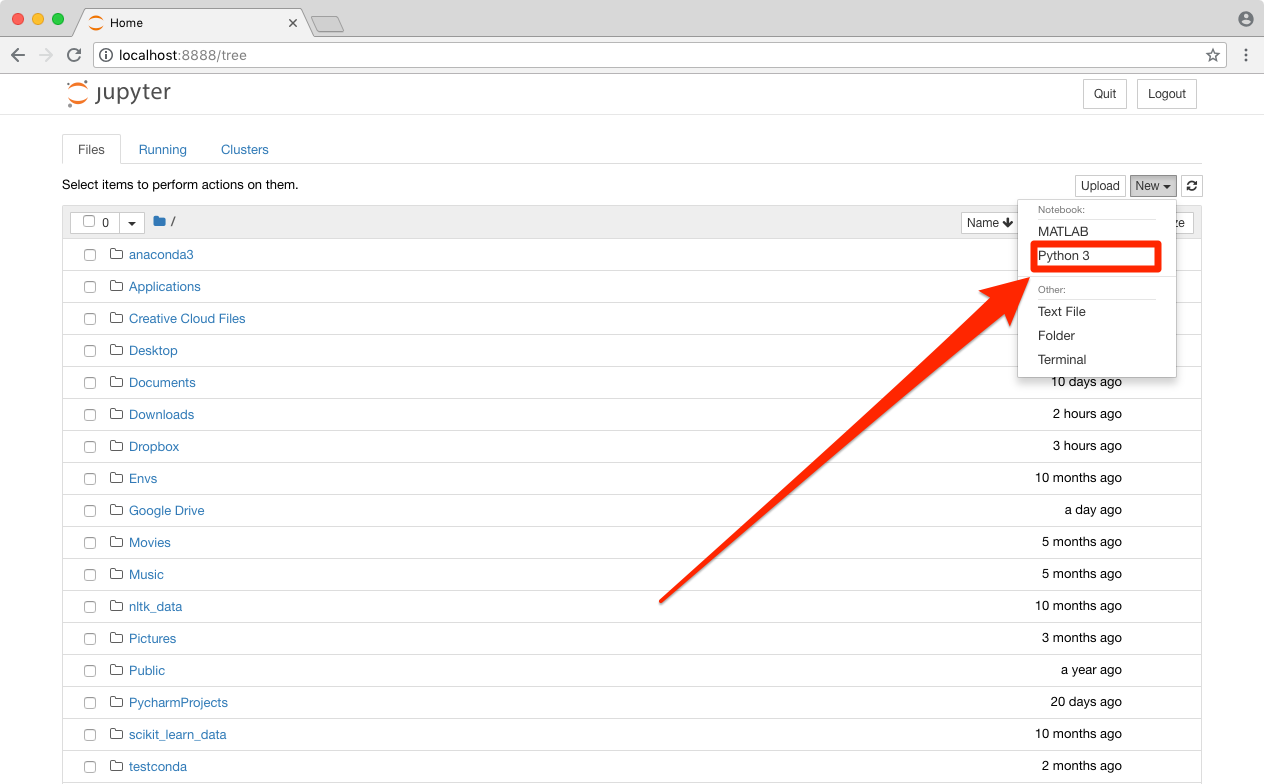 Home
localhost:8888/tree
jupyter
Quit Logout
Files Running Clusters
Select items to perform actions on them.
Upload New
0 / Name
Notebook:
MATLAB
Python 3
Other:
Text File
Folder
Terminal
anaconda3
Applications
Creative Cloud Files
Desktop
Documents 10 days ago
Downloads 2 hours ago
Dropbox 3 hours ago
Envs 10 months ago
Google Drive a day ago
Movies 5 months ago
Music 5 months ago
nltk_data 10 months ago
Pictures 3 months ago
Public a year ago
PycharmProjects 20 days ago
scikit_learn_data 10 months ago
testconda 2 months ago